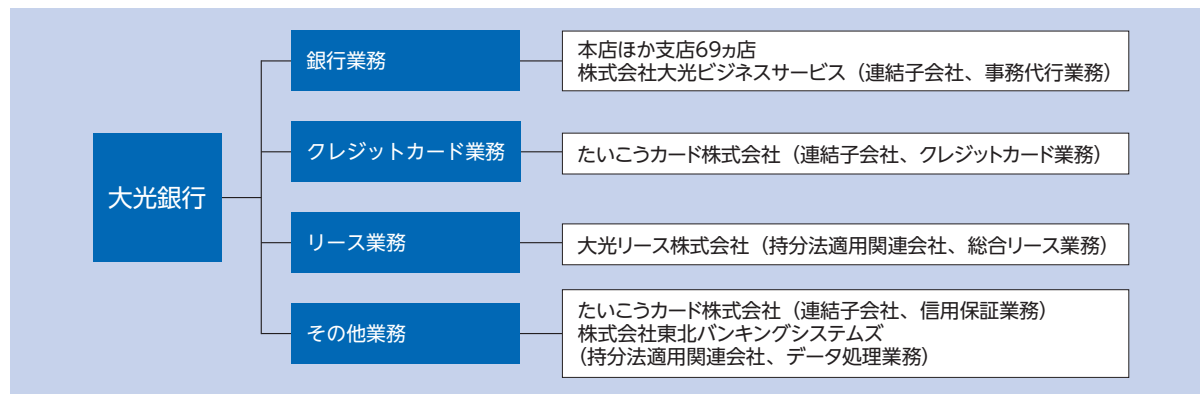 大光銀行
銀行業務
本店ほか支店69ヵ店
株式会社大光ビジネスサービス（連結子会社、事務代行業務）
クレジットカード業務
たいこうカード株式会社（連結子会社、クレジットカード業務）
リース業務
大光リース株式会社（持分法適用関連会社、総合リース業務）
その他業務
たいこうカード株式会社（連結子会社、信用保証業務）
株式会社東北バンキングシステムズ
（持分法適用関連会社、データ処理業務）